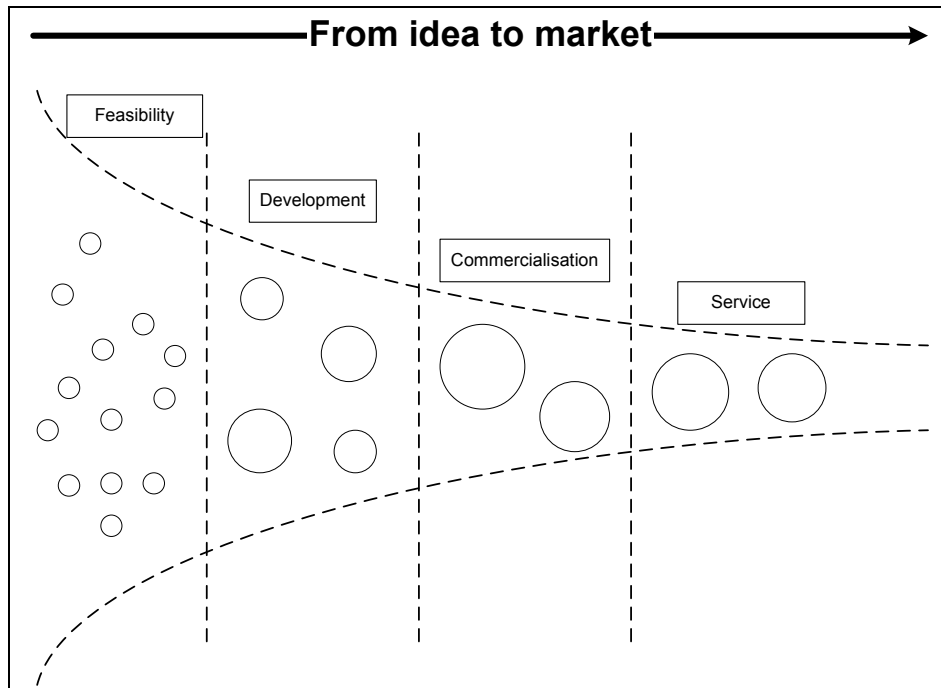 From idea to market
Feasibility
Development
Commercialisation
Service